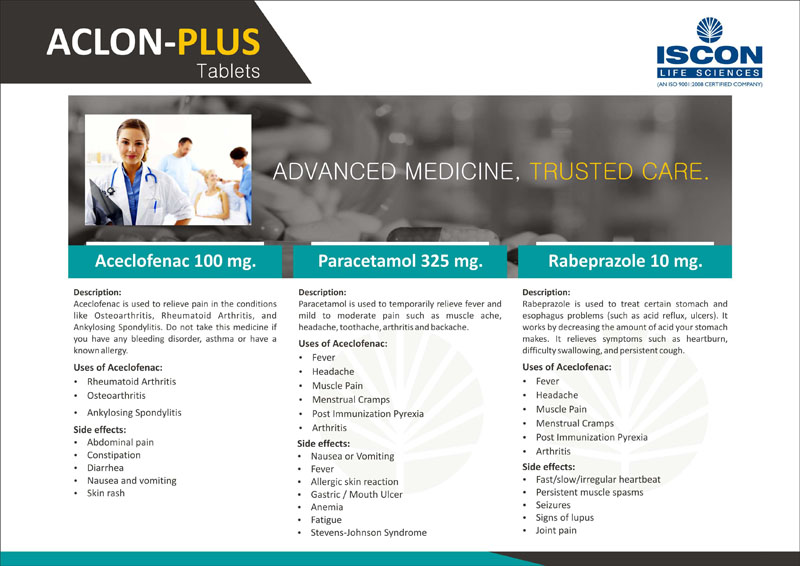 ACLON-PLUS
Tablets
ISCON
LIFE SCIENCES
(AN ISO 9001:2008 CERTIFIED COMPANY)
ADVANCED MEDICINE, TRUSTED CARE.
Aceclofenac 100 mg.
Description:
Aceclofenac is used to relieve pain in the conditions
like Osteoarthritis, Rheumatoid Arthritis, and
Ankylosing Spondylitis. Do not take this medicine if
you have any bleeding disorder, asthma or have a
known allergy.
Uses of Aceclofenac:
• Rheumatoid Arthritis
• Osteoarthritis
• Ankylosing Spondylitis
Side effects:
• Abdominal pain
• Constipation
• Diarrhea
• Nausea and vomiting
• Skin rash
Paracetamol 325 mg.
Description:
Paracetamol is used to temporarily relieve fever and
mild to moderate pain such as muscle ache,
headache, toothache, arthritis and backache.
Uses of Aceclofenac:
• Fever
• Headache
• Muscle Pain
• Menstrual Cramps
• Post Immunization Pyrexia
• Arthritis
Side effects:
• Nausea or Vomiting
• Fever
• Allergic skin reaction
• Gastric / Mouth Ulcer
• Anemia
• Fatigue
• Stevens-Johnson Syndrome
Rabeprazole 10 mg.
Description:
Rabeprazole is used to treat certain stomach and
esophagus problems (such as acid reflux, ulcers). It
works by decreasing the amount of acid your stomach
makes. It relieves symptoms such as heartburn,
difficulty swallowing, and persistent cough.
Uses of Aceclofenac:
• Fever
• Headache
• Muscle Pain
• Menstrual Cramps
• Post Immunization Pyrexia
• Arthritis
Side effects:
• Fast/slow/irregular heartbeat
• Persistent muscle spasms
• Seizures
• Signs of lupus
• Joint pain